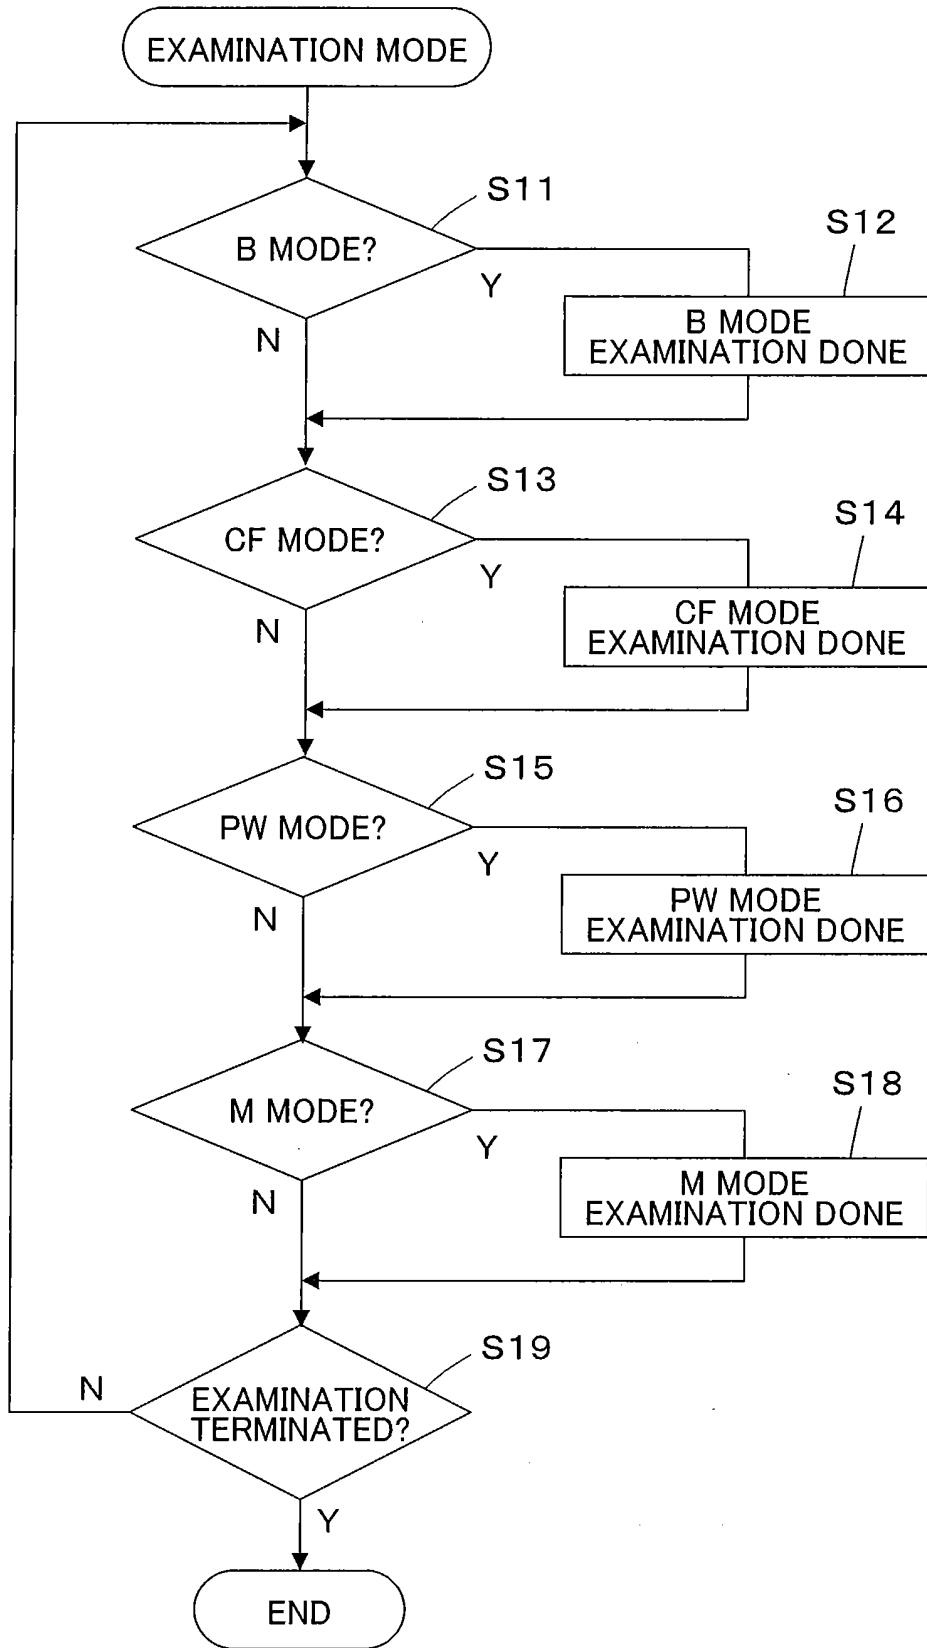 EXAMINATION MODE
S11
B MODE?
Y
N
S12
B MODE
EXAMINATION DONE
S13
CF MODE?
Y
N
S14
CF MODE
EXAMINATION DONE
S15
PW MODE?
Y
N
S16
PW MODE
EXAMINATION DONE
S17
M MODE?
Y
N
S18
M MODE
EXAMINATION DONE
S19
N
EXAMINATION
TERMINATED?
Y
END